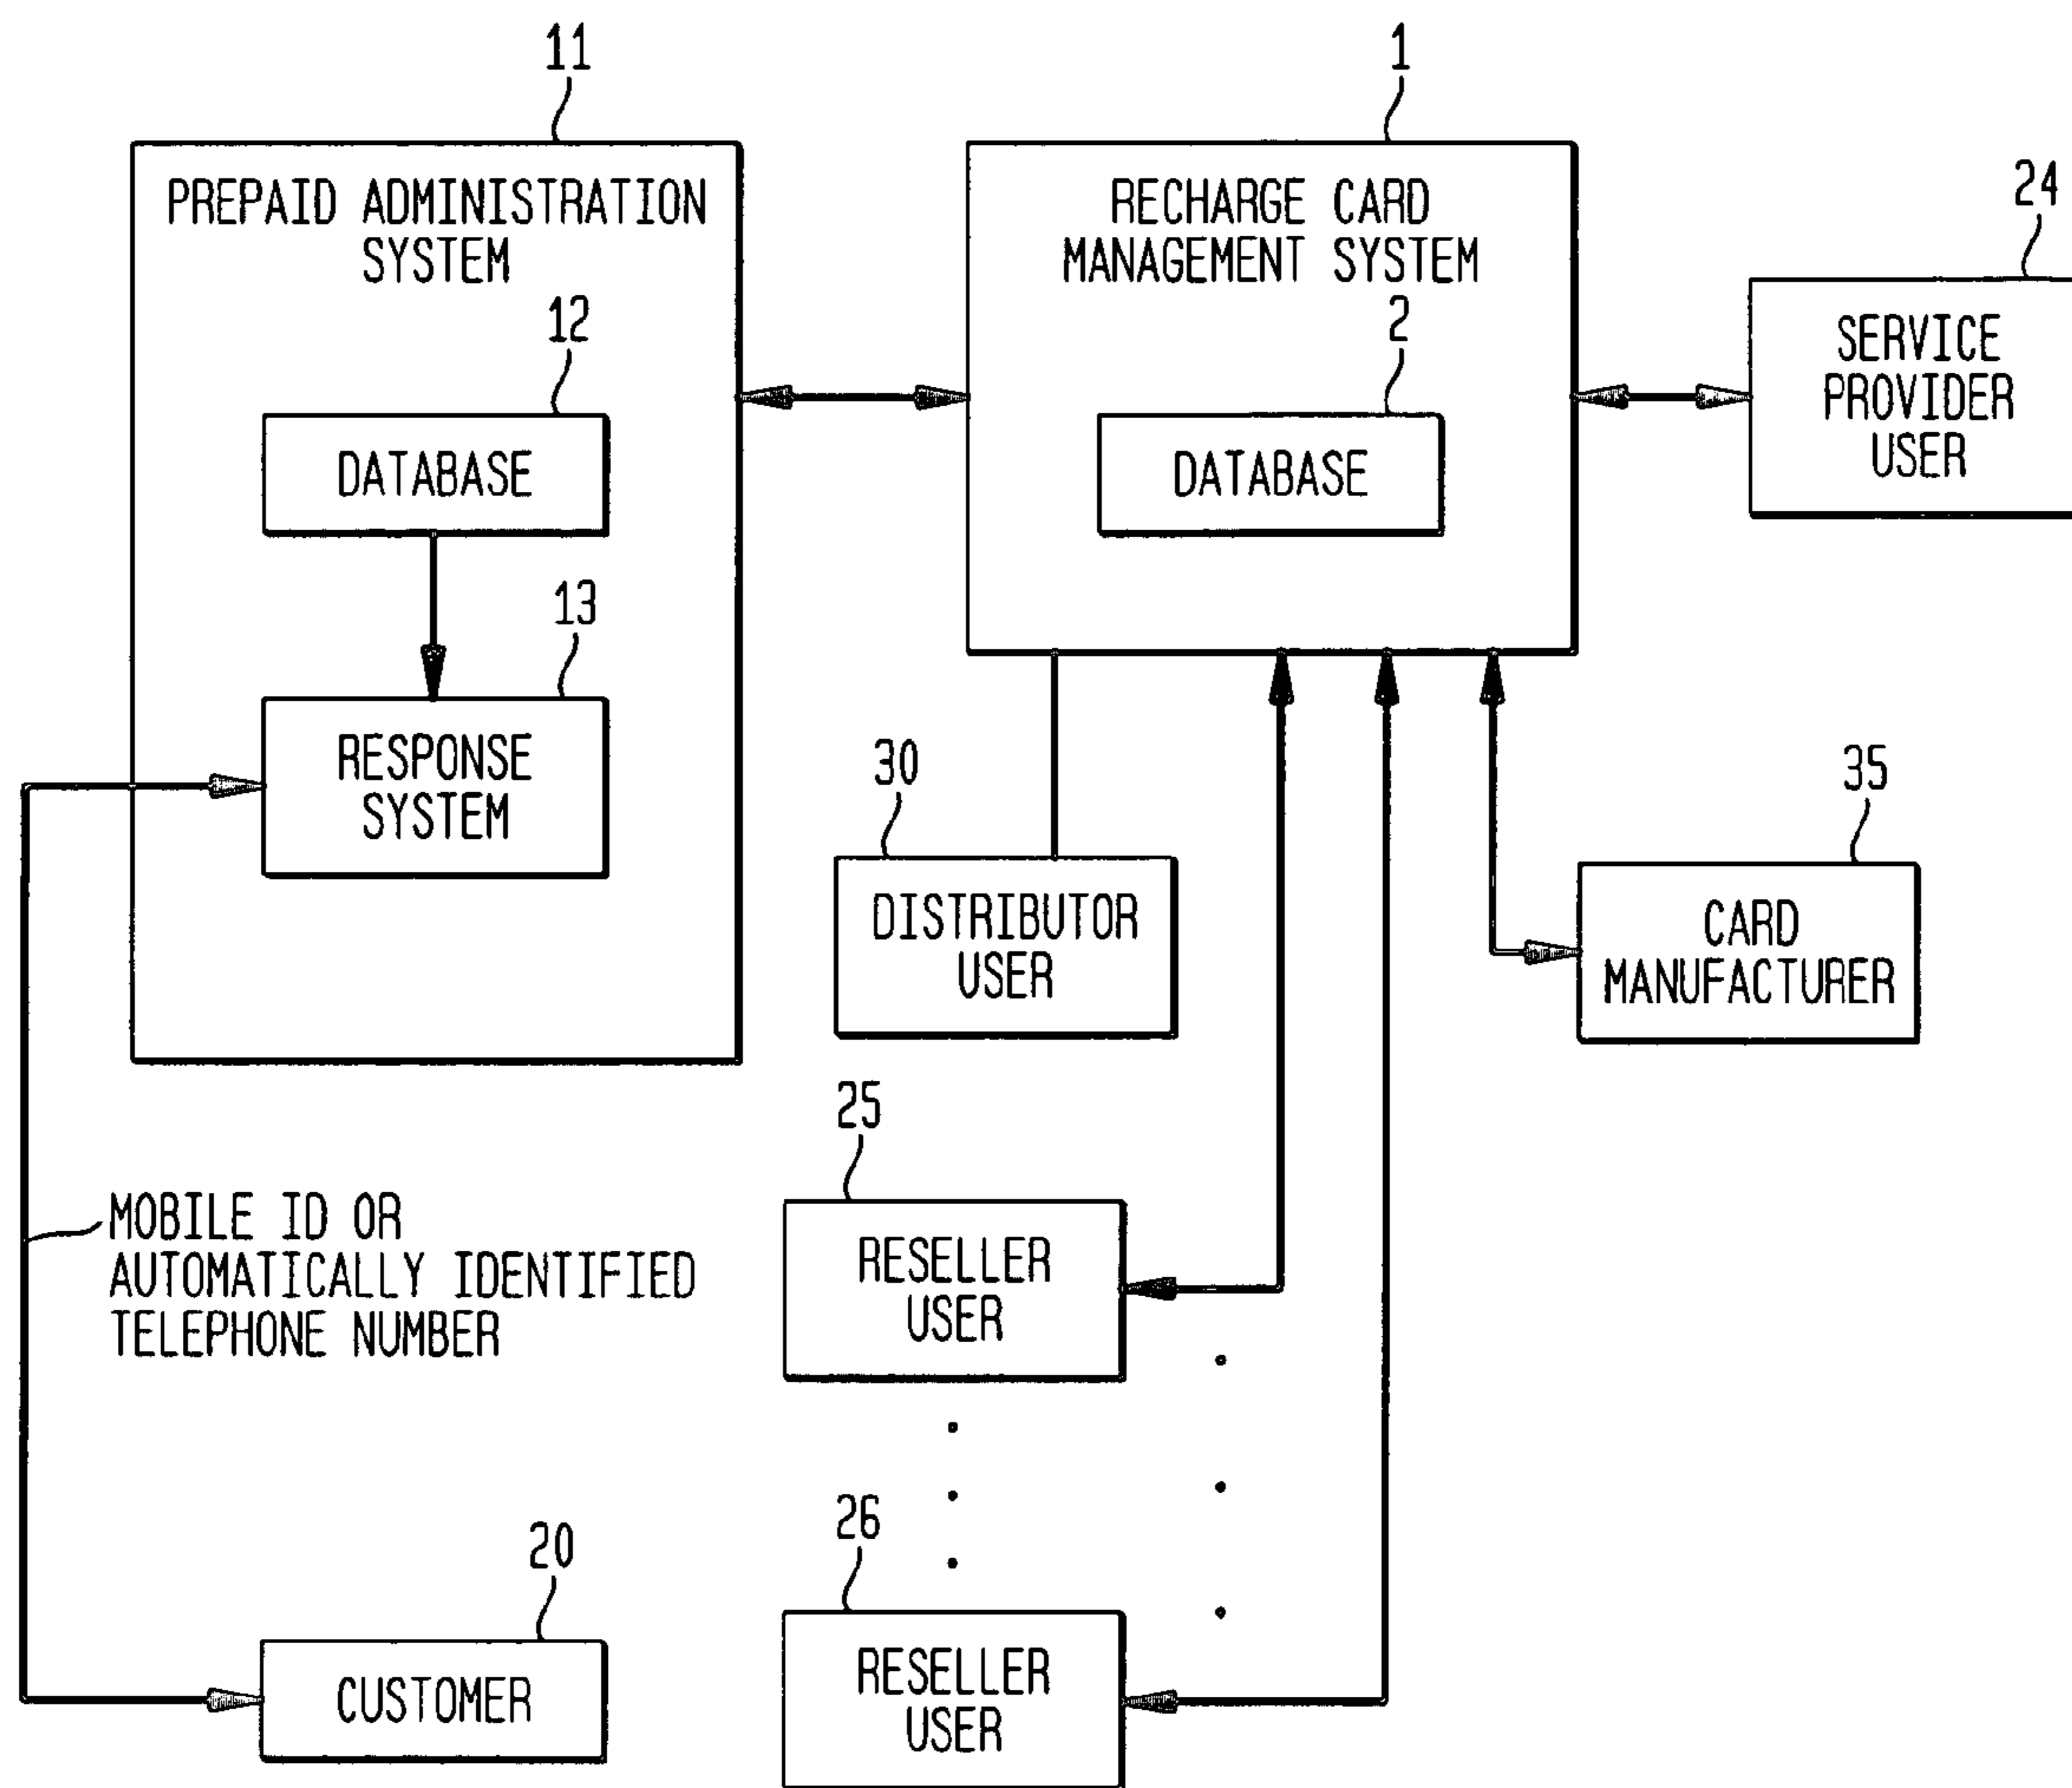 11
1
PREPAID ADMINISTRATION
SYSTEM
RECHARGE CARD
MANAGEMENT SYSTEM
24
12
2
SERVICE
PROVIDER
USER
DATABASE
DATABASE
13
RESPONSE
SYSTEM
30
35
DISTRIBUTOR
USER
CARD
MANUFACTURER
25
MOBILE ID OR
AUTOMATICALLY IDENTIFIED
TELEPHONE NUMBER
RESELLER
USER
26
20
CUSTOMER
RESELLER
USER